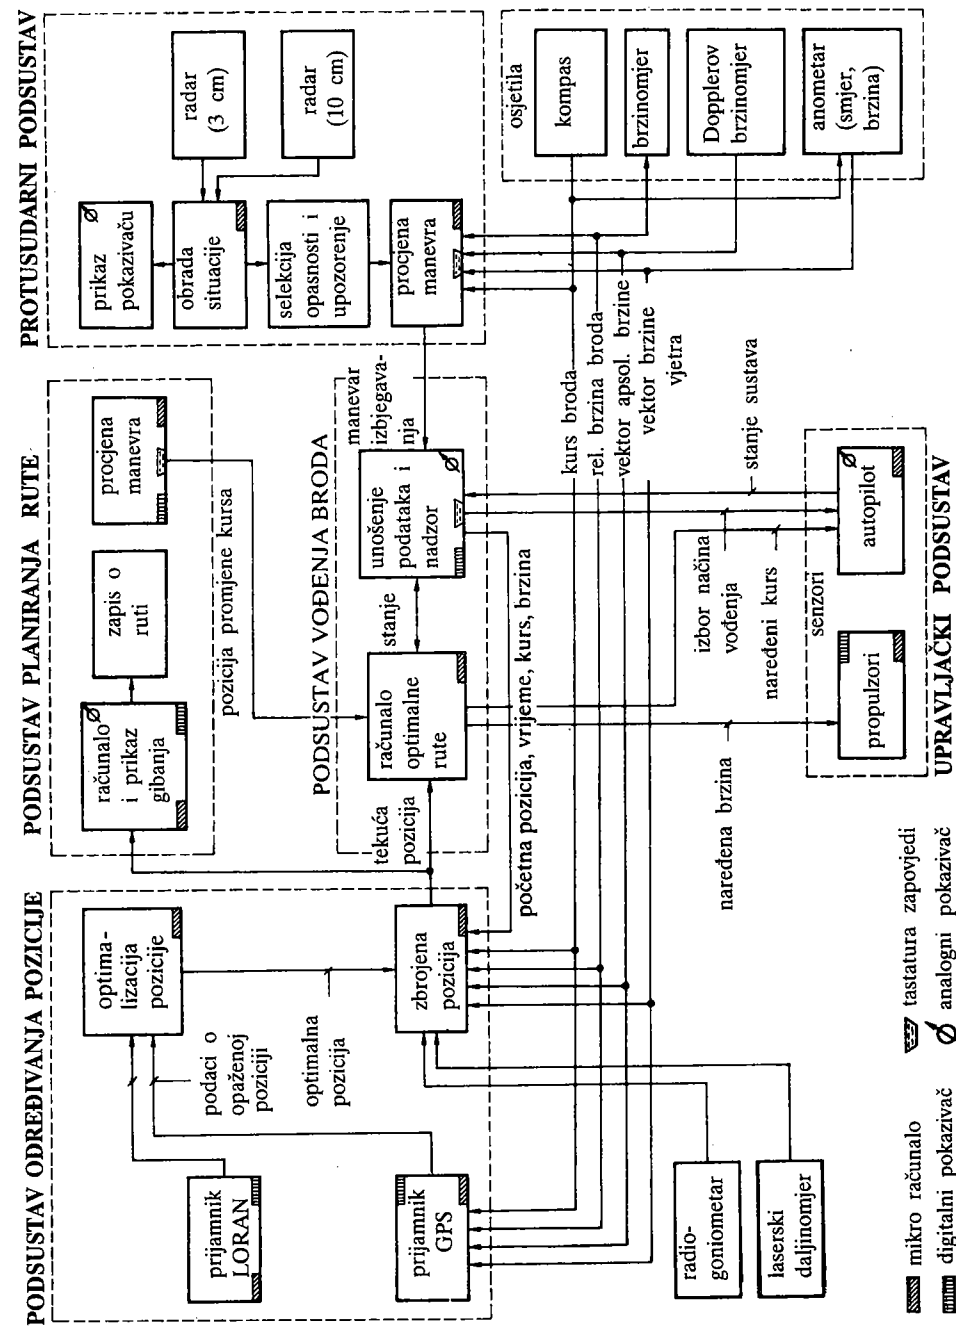 PODSUSTAV ODREĐIVANJA POZICIJE
prijamnik
LORAN
prijamnik
GPS
optima-
lizacija
pozicije
podaci o
opaženoj
poziciji
optimalna
pozicija
zbrojena
pozicija
radio-
goniometar
laserski
daljinomjer
PODSUSTAV PLANIRANJA RUTE
računalo
i prikaz
gibanja
zapis o
ruti
procjena
manevra
pozicija promjene kursa
PODSUSTAV VOĐENJA BRODA
tekuća
pozicija
računalo
optimalne
rute
stanje
unošenje
podataka i
nadzor
manevar
izbjegava-
nja
početna pozicija, vrijeme, kurs, brzina
PROTUSUDARNI PODSUSTAV
prikaz
pokazivaču
obrada
situacije
selekcija
opasnosti i
upozorenje
procjena
manevra
radar
(3 cm)
radar
(10 cm)
osjetila
kompas
brzinomjer
Dopplerov
brzinomjer
anometar
(smjer,
brzina)
kurs broda
rel. brzina broda
vektor apsol. brzine
vektor brzine
vjetra
stanje sustava
izbor načina
vođenja
naređeni kurs
naređena brzina
senzori
propulzori
autopilot
UPRAVLJAČKI PODSUSTAV
mikro računalo
digitalni pokazivač
tastatura zapovjedi
analogni pokazivač